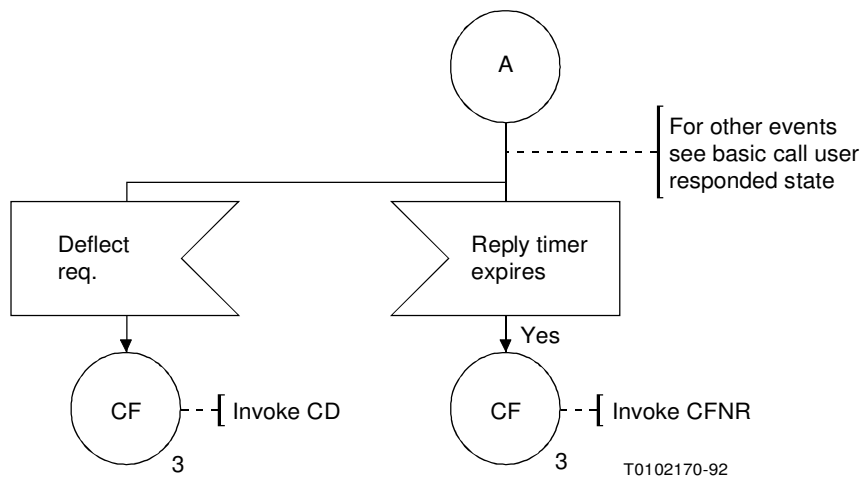 A
For other events
see basic call user
responded state
Deflect
req.
Reply timer
expires
Yes
CF
Invoke CD
3
CF
Invoke CFNR
3
T0102170-92